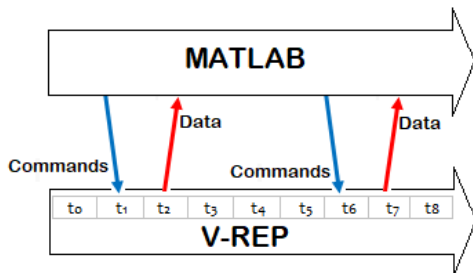 MATLAB
Data
Data
Commands
Commands
t0 t1 t2 t3 t4 t5 t6 t7 t8
V-REP